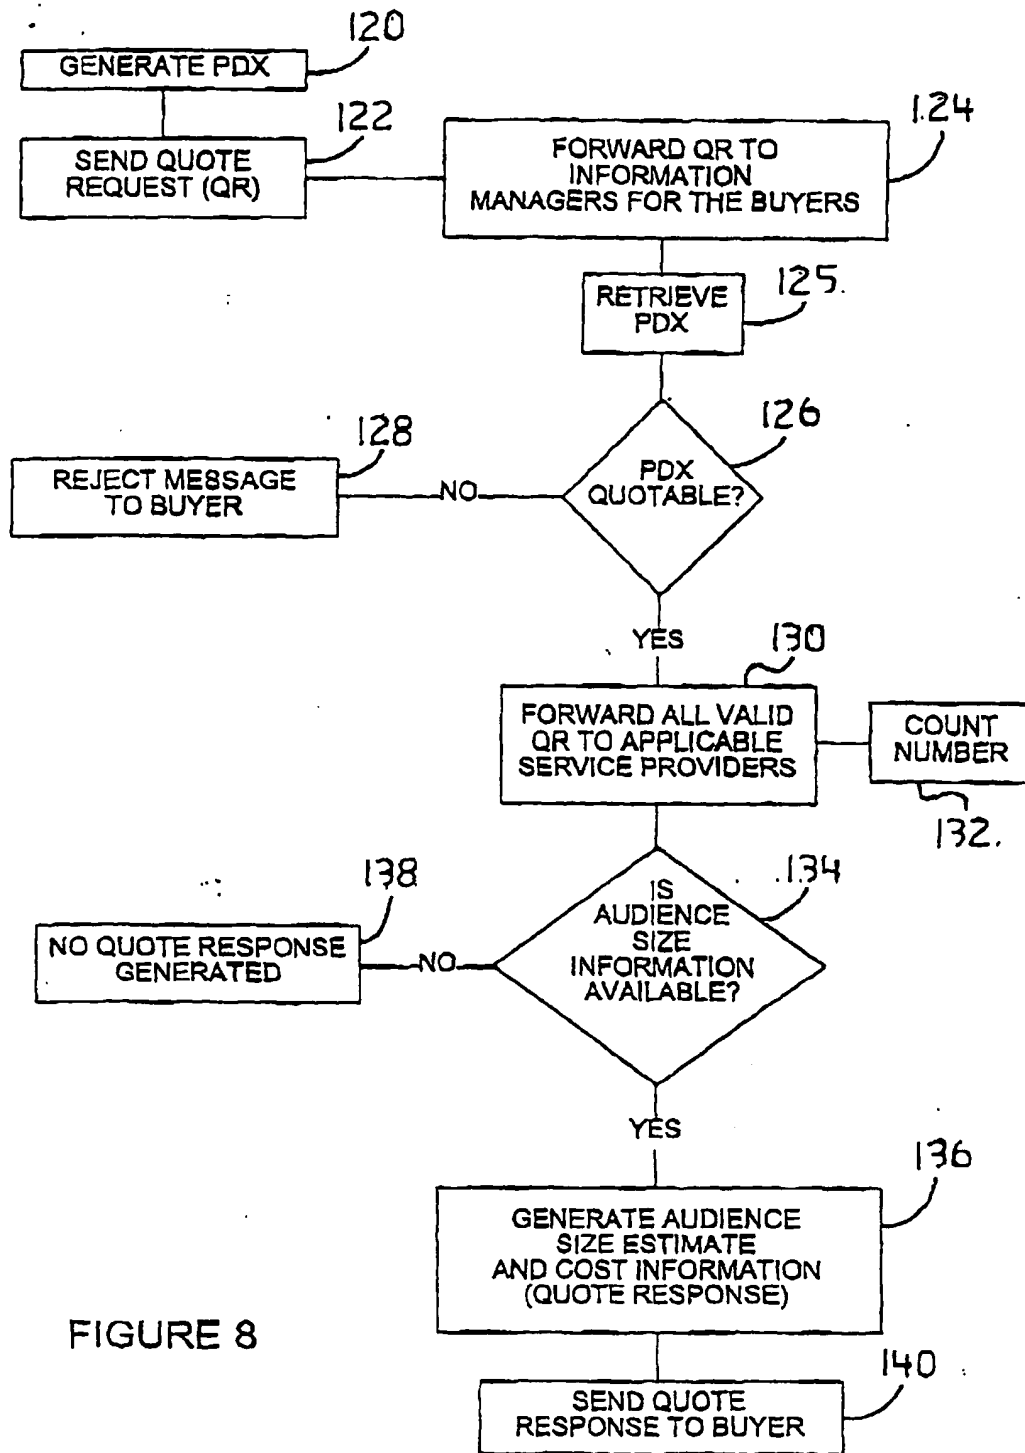 120
GENERATE PDX
122
SEND QUOTE
REQUEST (QR)
124
FORWARD QR TO
INFORMATION
MANAGERS FOR THE BUYERS
125.
RETRIEVE
PDX
126
PDX
QUOTABLE?
128
REJECT MESSAGE
TO BUYER
NO
YES
130
FORWARD ALL VALID
QR TO APPLICABLE
SERVICE PROVIDERS
COUNT
NUMBER
132.
134
IS
AUDIENCE
SIZE
INFORMATION
AVAILABLE?
138
NO QUOTE RESPONSE
GENERATED
NO
YES
136
GENERATE AUDIENCE
SIZE ESTIMATE
AND COST INFORMATION
(QUOTE RESPONSE)
FIGURE 8
140
SEND QUOTE
RESPONSE TO BUYER